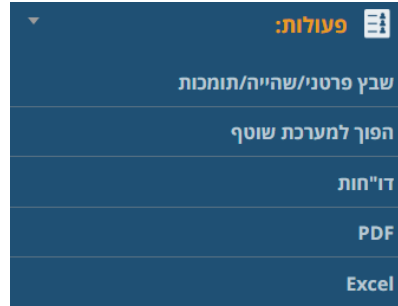 פעולות:
שבץ פרטני/שהייה/תומכות
הפוך למערכת שוטף
דו"חות
PDF
Excel